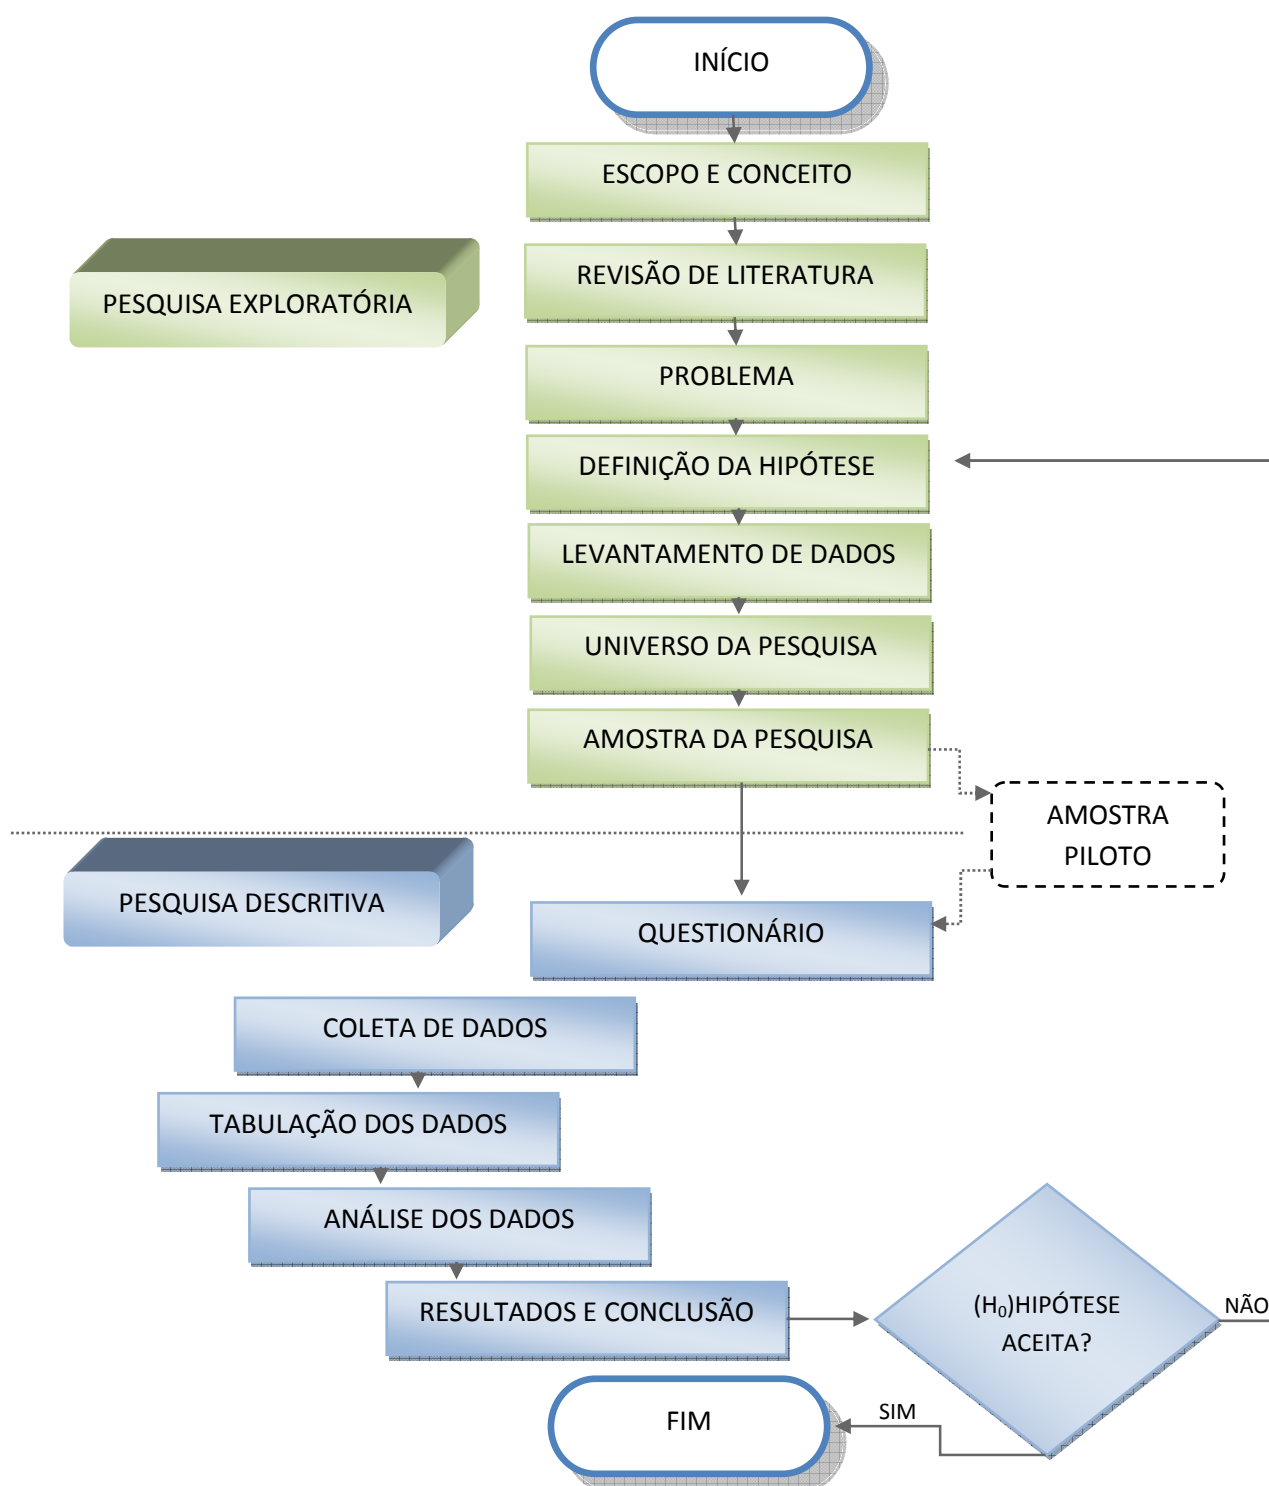 INÍCIO
ESCOPO E CONCEITO
REVISÃO DE LITERATURA
PESQUISA EXPLORATÓRIA
PROBLEMA
DEFINIÇÃO DA HIPÓTESE
LEVANTAMENTO DE DADOS
UNIVERSO DA PESQUISA
AMOSTRA DA PESQUISA
AMOSTRA
PILOTO
PESQUISA DESCRITIVA
QUESTIONÁRIO
COLETA DE DADOS
TABULAÇÃO DOS DADOS
ANÁLISE DOS DADOS
RESULTADOS E CONCLUSÃO
(H₀)HIPÓTESE
ACEITA?
NÃO
SIM
FIM